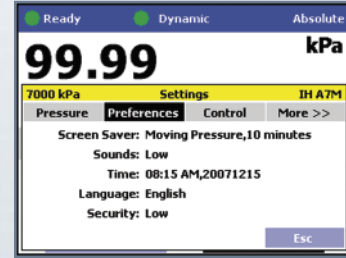 Ready Dynamic Absolute
99.99 kPa
7000 kPa Settings IH A7M
Pressure Preferences Control More >>
Screen Saver: Moving Pressure,10 minutes
Sounds: Low
Time: 08:15 AM,20071215
Language: English
Security: Low
Esc